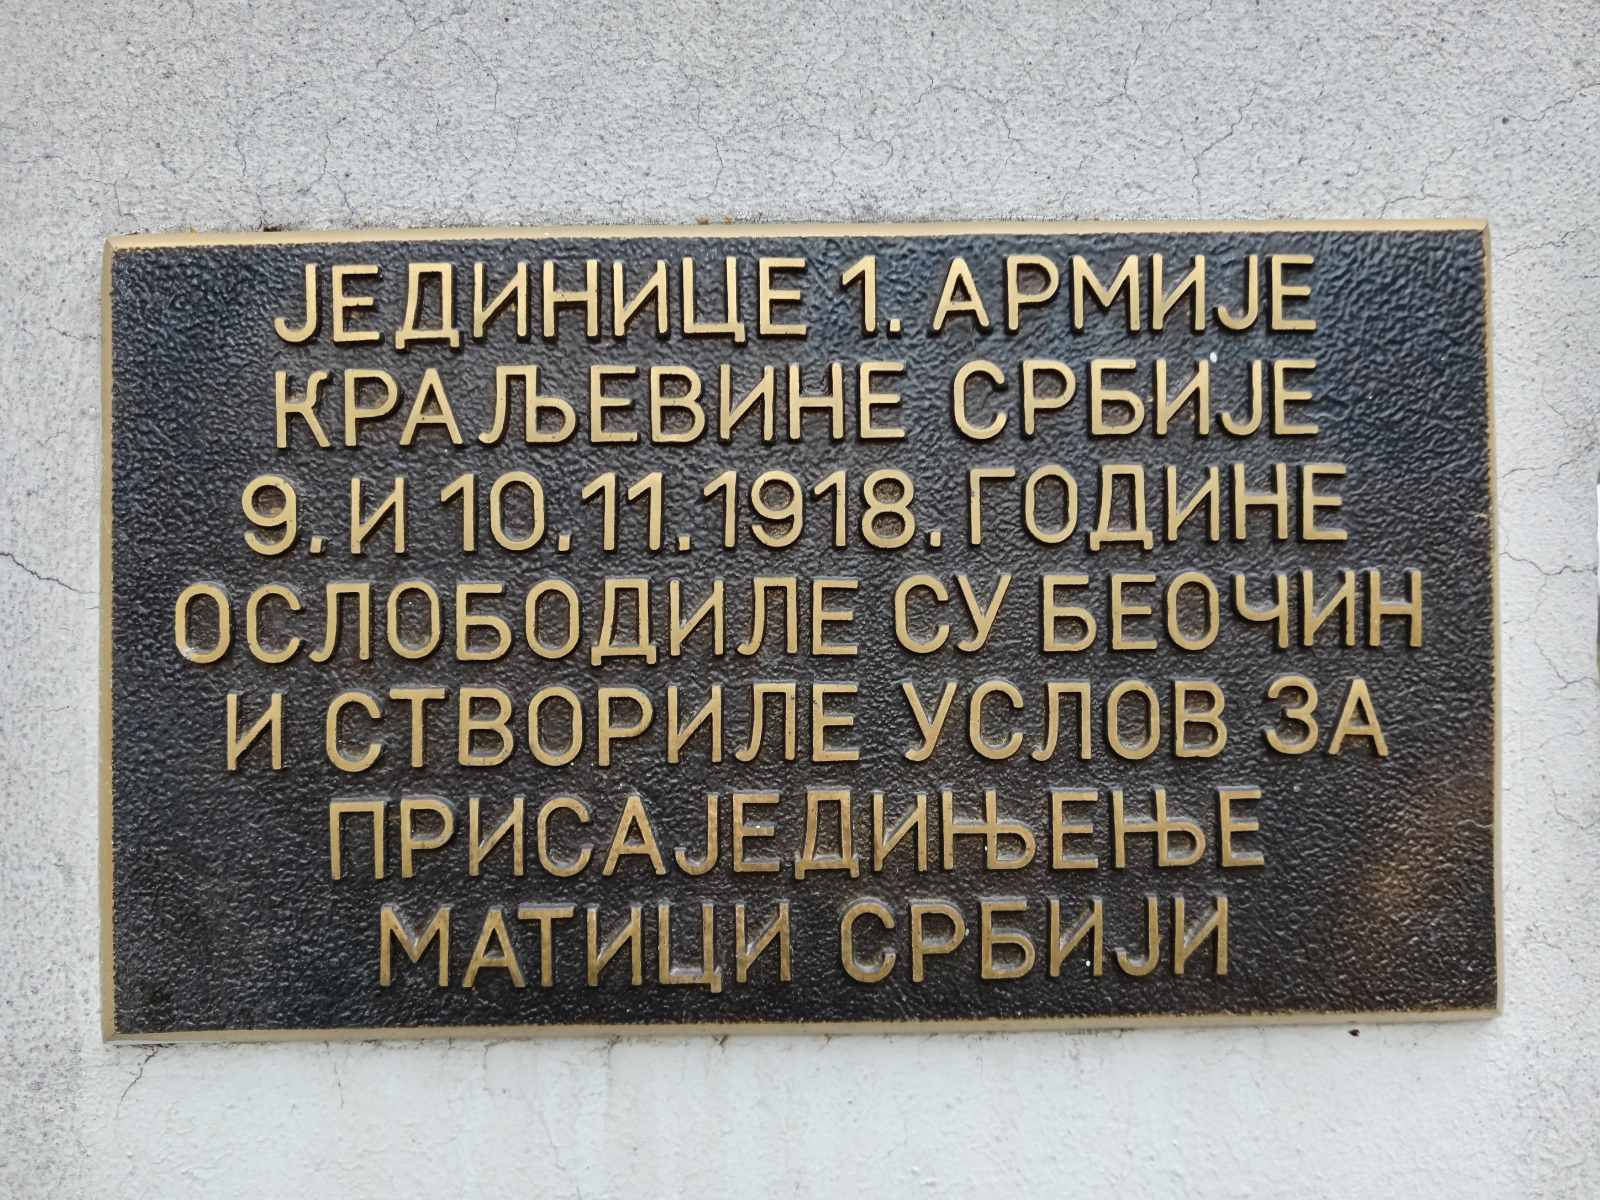 ЈЕДИНИЦЕ 1. АРМИЈЕ
КРАЉЕВИНЕ СРБИЈЕ
9. И 10. 11. 1918. ГОДИНЕ
ОСЛОБОДИЛЕ СУ БЕОЧИН
И СТВОРИЛЕ УСЛОВ ЗА
ПРИСАЈЕДИЊЕЊЕ
МАТИЦИ СРБИЈИ